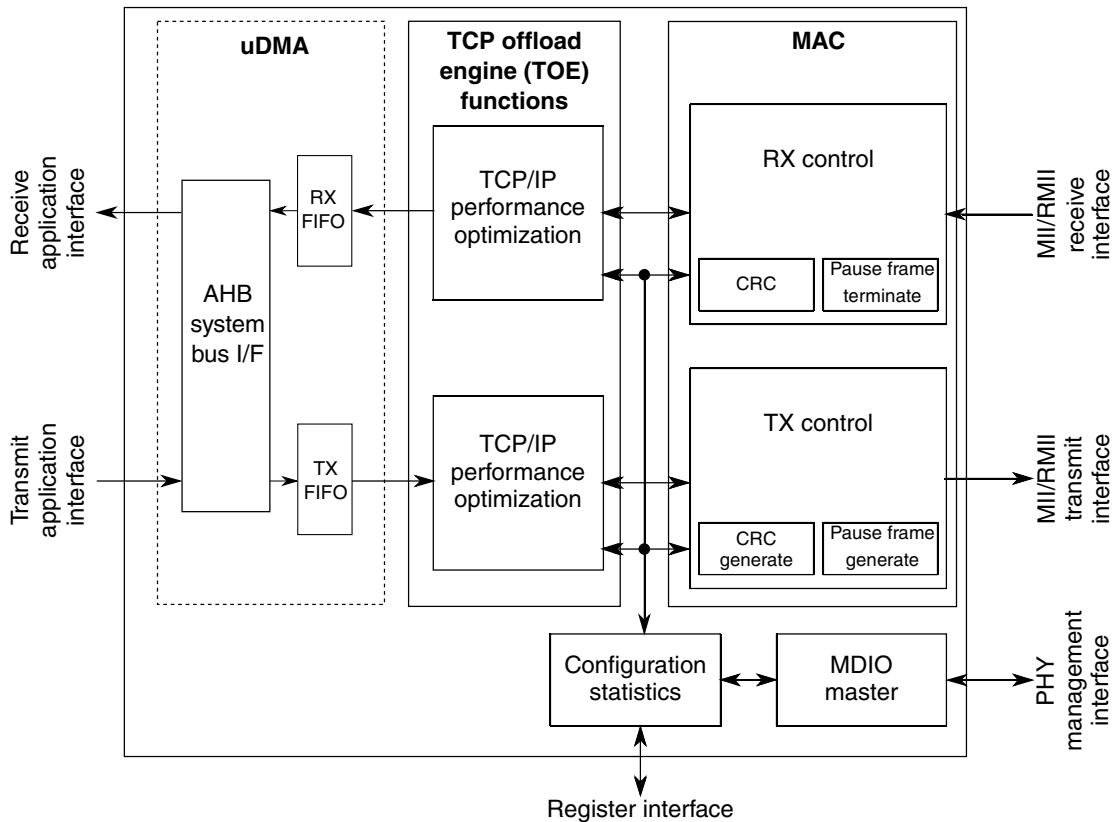 uDMA
TCP offload
engine (TOE)
functions
MAC
Receive
application
interface
RX
FIFO
TCP/IP
performance
optimization
RX control
CRC
Pause frame
terminate
MII/RMII
receive
interface
AHB
system
bus I/F
Transmit
application
interface
TX
FIFO
TCP/IP
performance
optimization
TX control
CRC
generate
Pause frame
generate
MII/RMII
transmit
interface
Configuration
statistics
MDIO
master
PHY
management
interface
Register interface